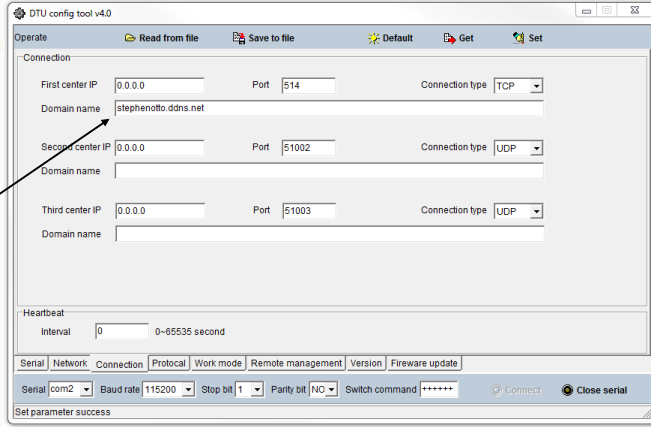 DTU config tool v4.0
Operate Read from file Save to file Default Get Set
Connection
First center IP 0.0.0.0 Port 514 Connection type TCP
Domain name stephenotto.ddns.net
Second center IP 0.0.0.0 Port 51002 Connection type UDP
Domain name
Third center IP 0.0.0.0 Port 51003 Connection type UDP
Domain name
Heartbeat
Interval 0 0~65535 second
Serial Network Connection Protocal Work mode Remote management Version Fireware update
Serial com2 Baud rate 115200 Stop bit 1 Parity bit NO Switch command ++++++ Connect Close serial
Set parameter success